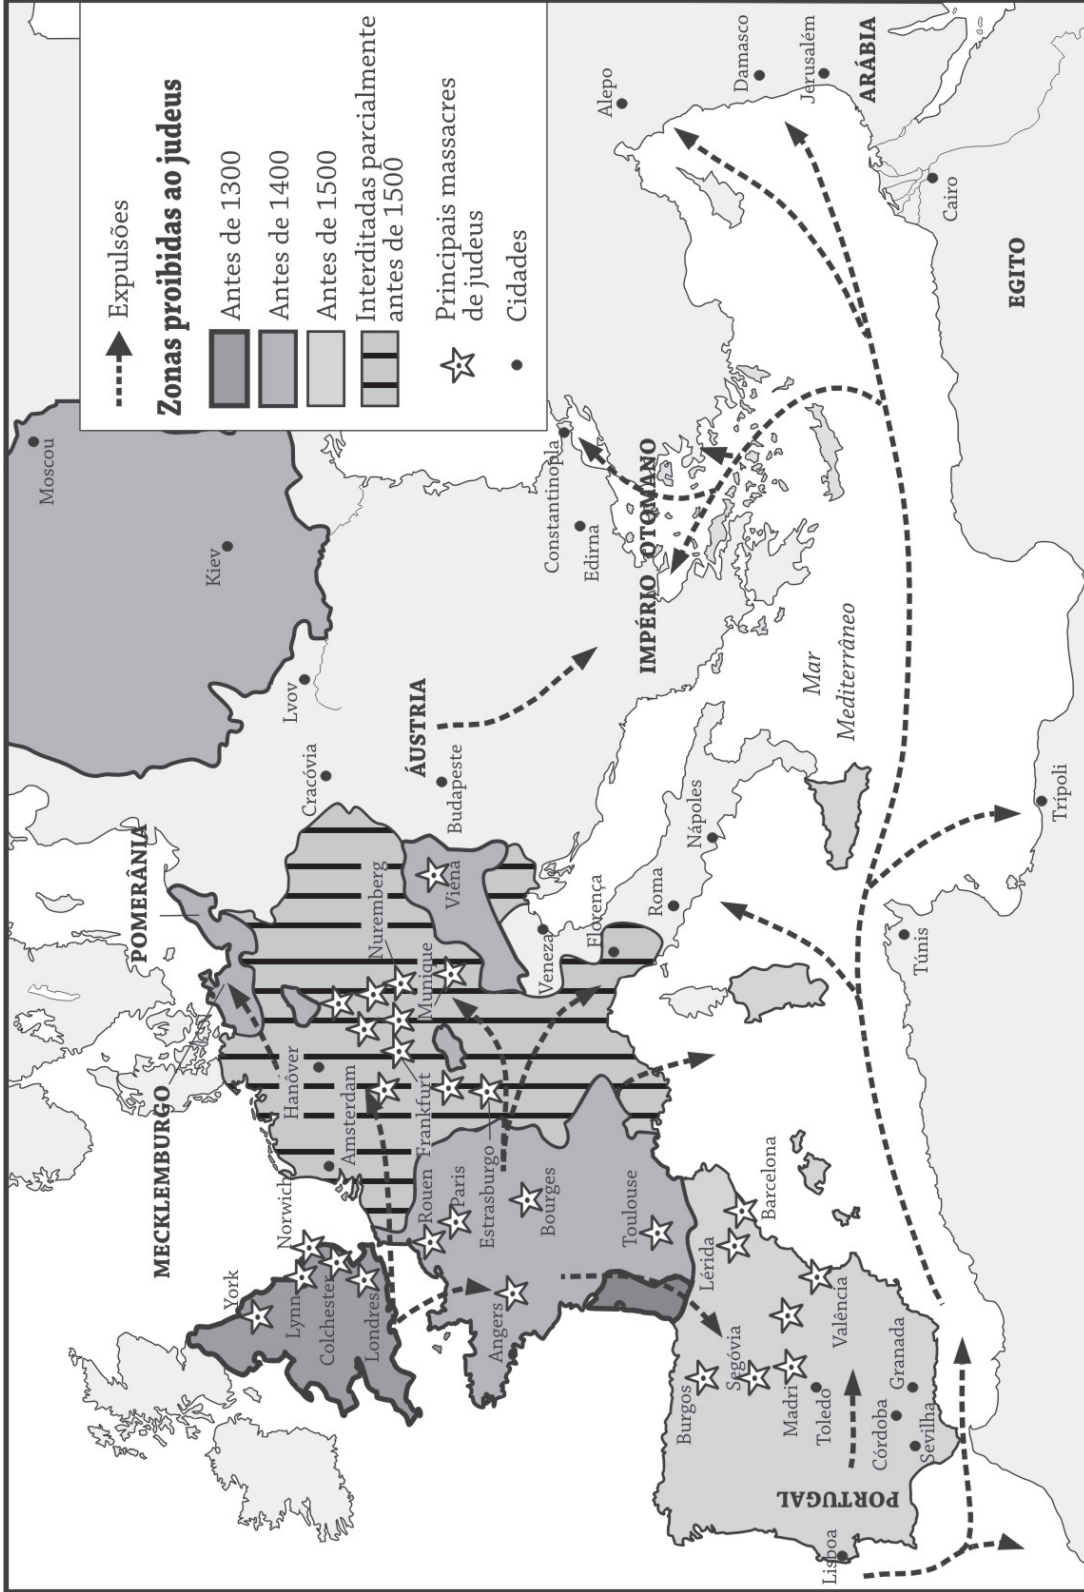 Expulsões
Zonas proibidas ao judeus
Antes de 1300
Antes de 1400
Antes de 1500
Interditadas parcialmente
antes de 1500
Principais massacres
de judeus
Cidades
Moscou
Kiev
Lvov
Cracóvia
POMERÂNIA
MECKLEMBURGO
York
Norwich
Lynn
Colchester
Londres
Hanôver
Amsterdam
Frankfurt
Nuremberg
Munique
Viena
ÁUSTRIA
Budapeste
Rouen
Paris
Estrasburgo
Bourges
Angers
Toulouse
Veneza
Florença
Roma
Nápoles
Constantinopla
Edirna
IMPÉRIO OTOMANO
Alepo
Damasco
Jerusalém
ARÁBIA
Cairo
EGITO
Mar
Mediterrâneo
Trípoli
Túnis
Barcelona
Lérida
Valência
Burgos
Segóvia
Madri
Toledo
Granada
Córdoba
Sevilha
PORTUGAL
Lisboa